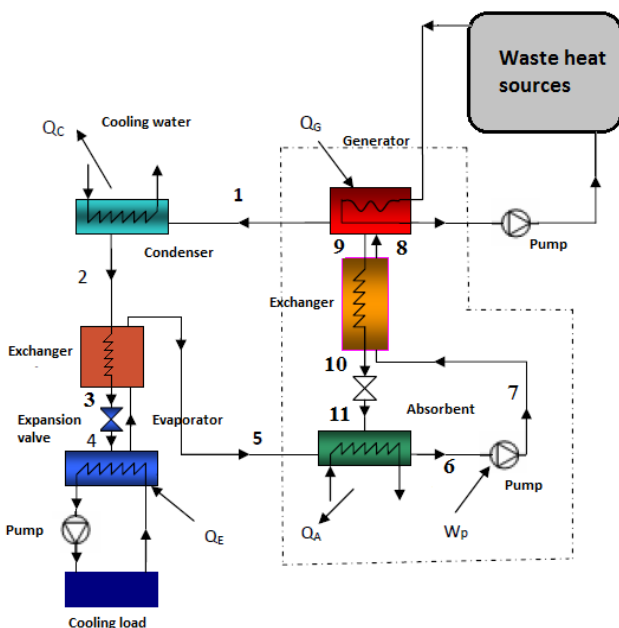 Waste heat
sources
Cooling water
QC
QG
Generator
1
9
8
Pump
Condenser
2
Exchanger
Exchanger
10
7
3
Expansion
valve
Evaporator
4
11
Absorbent
5
6
Pump
Pump
QE
QA
Wp
Cooling load